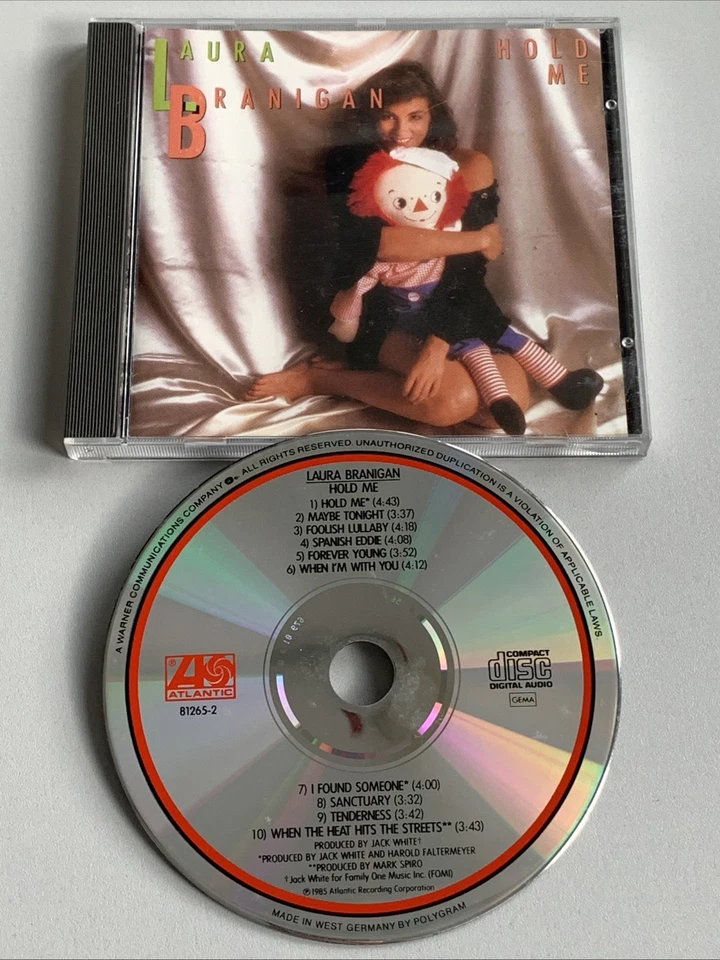 LAURA
BRANIGAN
HOLD
ME
A WARNER COMMUNICATIONS COMPANY ALL RIGHTS RESERVED. UNAUTHORIZED DUPLICATION IS A VIOLATION OF APPLICABLE LAWS.
LAURA BRANIGAN
HOLD ME
1) HOLD ME* (4:43)
2) MAYBE TONIGHT (3:37)
3) FOOLISH LULLABY (4:18)
4) SPANISH EDDIE (4:08)
5) FOREVER YOUNG (3:52)
6) WHEN I'M WITH YOU (4:12)
ATLANTIC
81265-2
COMPACT
disc
DIGITAL AUDIO
GEMA
7) I FOUND SOMEONE* (4:00)
8) SANCTUARY (3:32)
9) TENDERNESS (3:42)
10) WHEN THE HEAT HITS THE STREETS** (3:43)
PRODUCED BY JACK WHITE†
*PRODUCED BY JACK WHITE AND HAROLD FALTERMEYER
**PRODUCED BY MARK SPIRO
†Jack White for Family One Music Inc. (FOMI)
℗1985 Atlantic Recording Corporation
MADE IN WEST GERMANY BY POLYGRAM